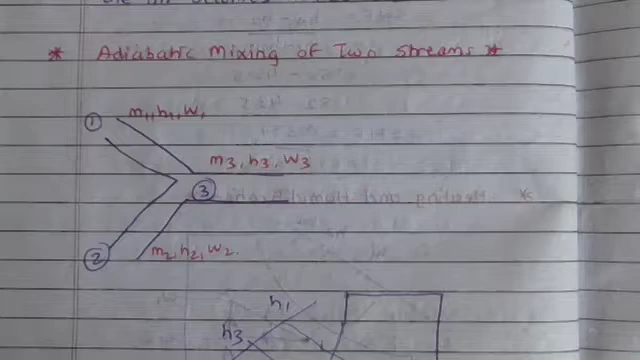 * Adiabatic mixing of Two streams *
① m1, h1, W1
m3, h3, W3
③
② m2, h2, W2.
h1
h3